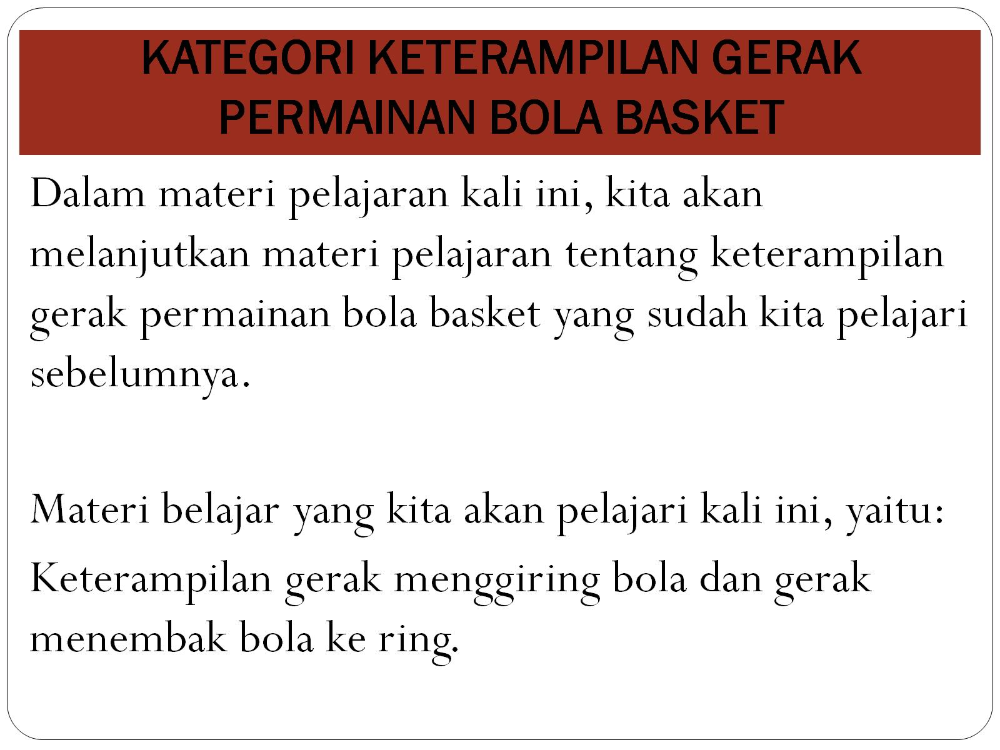 KATEGORI KETERAMPILAN GERAK
PERMAINAN BOLA BASKET
Dalam materi pelajaran kali ini, kita akan
melanjutkan materi pelajaran tentang keterampilan
gerak permainan bola basket yang sudah kita pelajari
sebelumnya.
Materi belajar yang kita akan pelajari kali ini, yaitu:
Keterampilan gerak menggiring bola dan gerak
menembak bola ke ring.